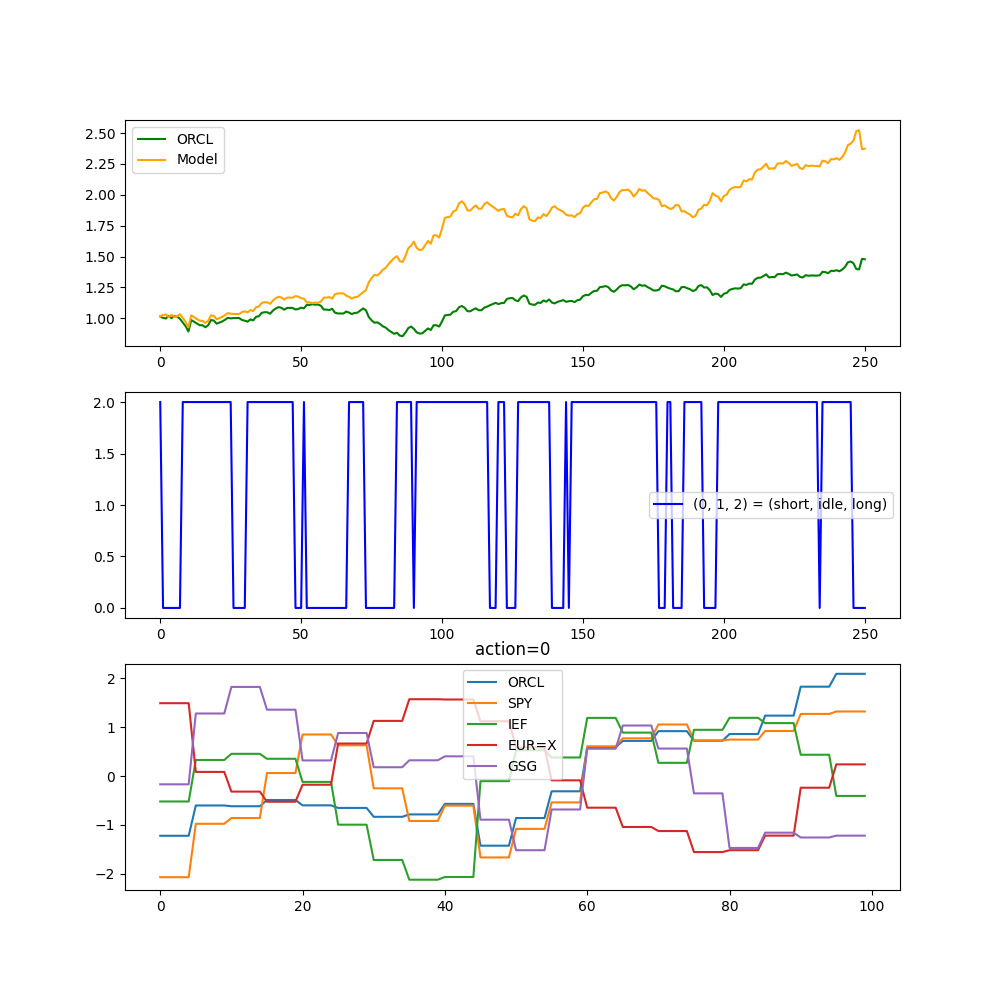 2.50
2.25
2.00
1.75
1.50
1.25
1.00
ORCL
Model
0 50 100 150 200 250
2.0
1.5
1.0
0.5
0.0
(0, 1, 2) = (short, idle, long)
0 50 100 150 200 250
action=0
2
1
0
−1
−2
ORCL
SPY
IEF
EUR=X
GSG
0 20 40 60 80 100